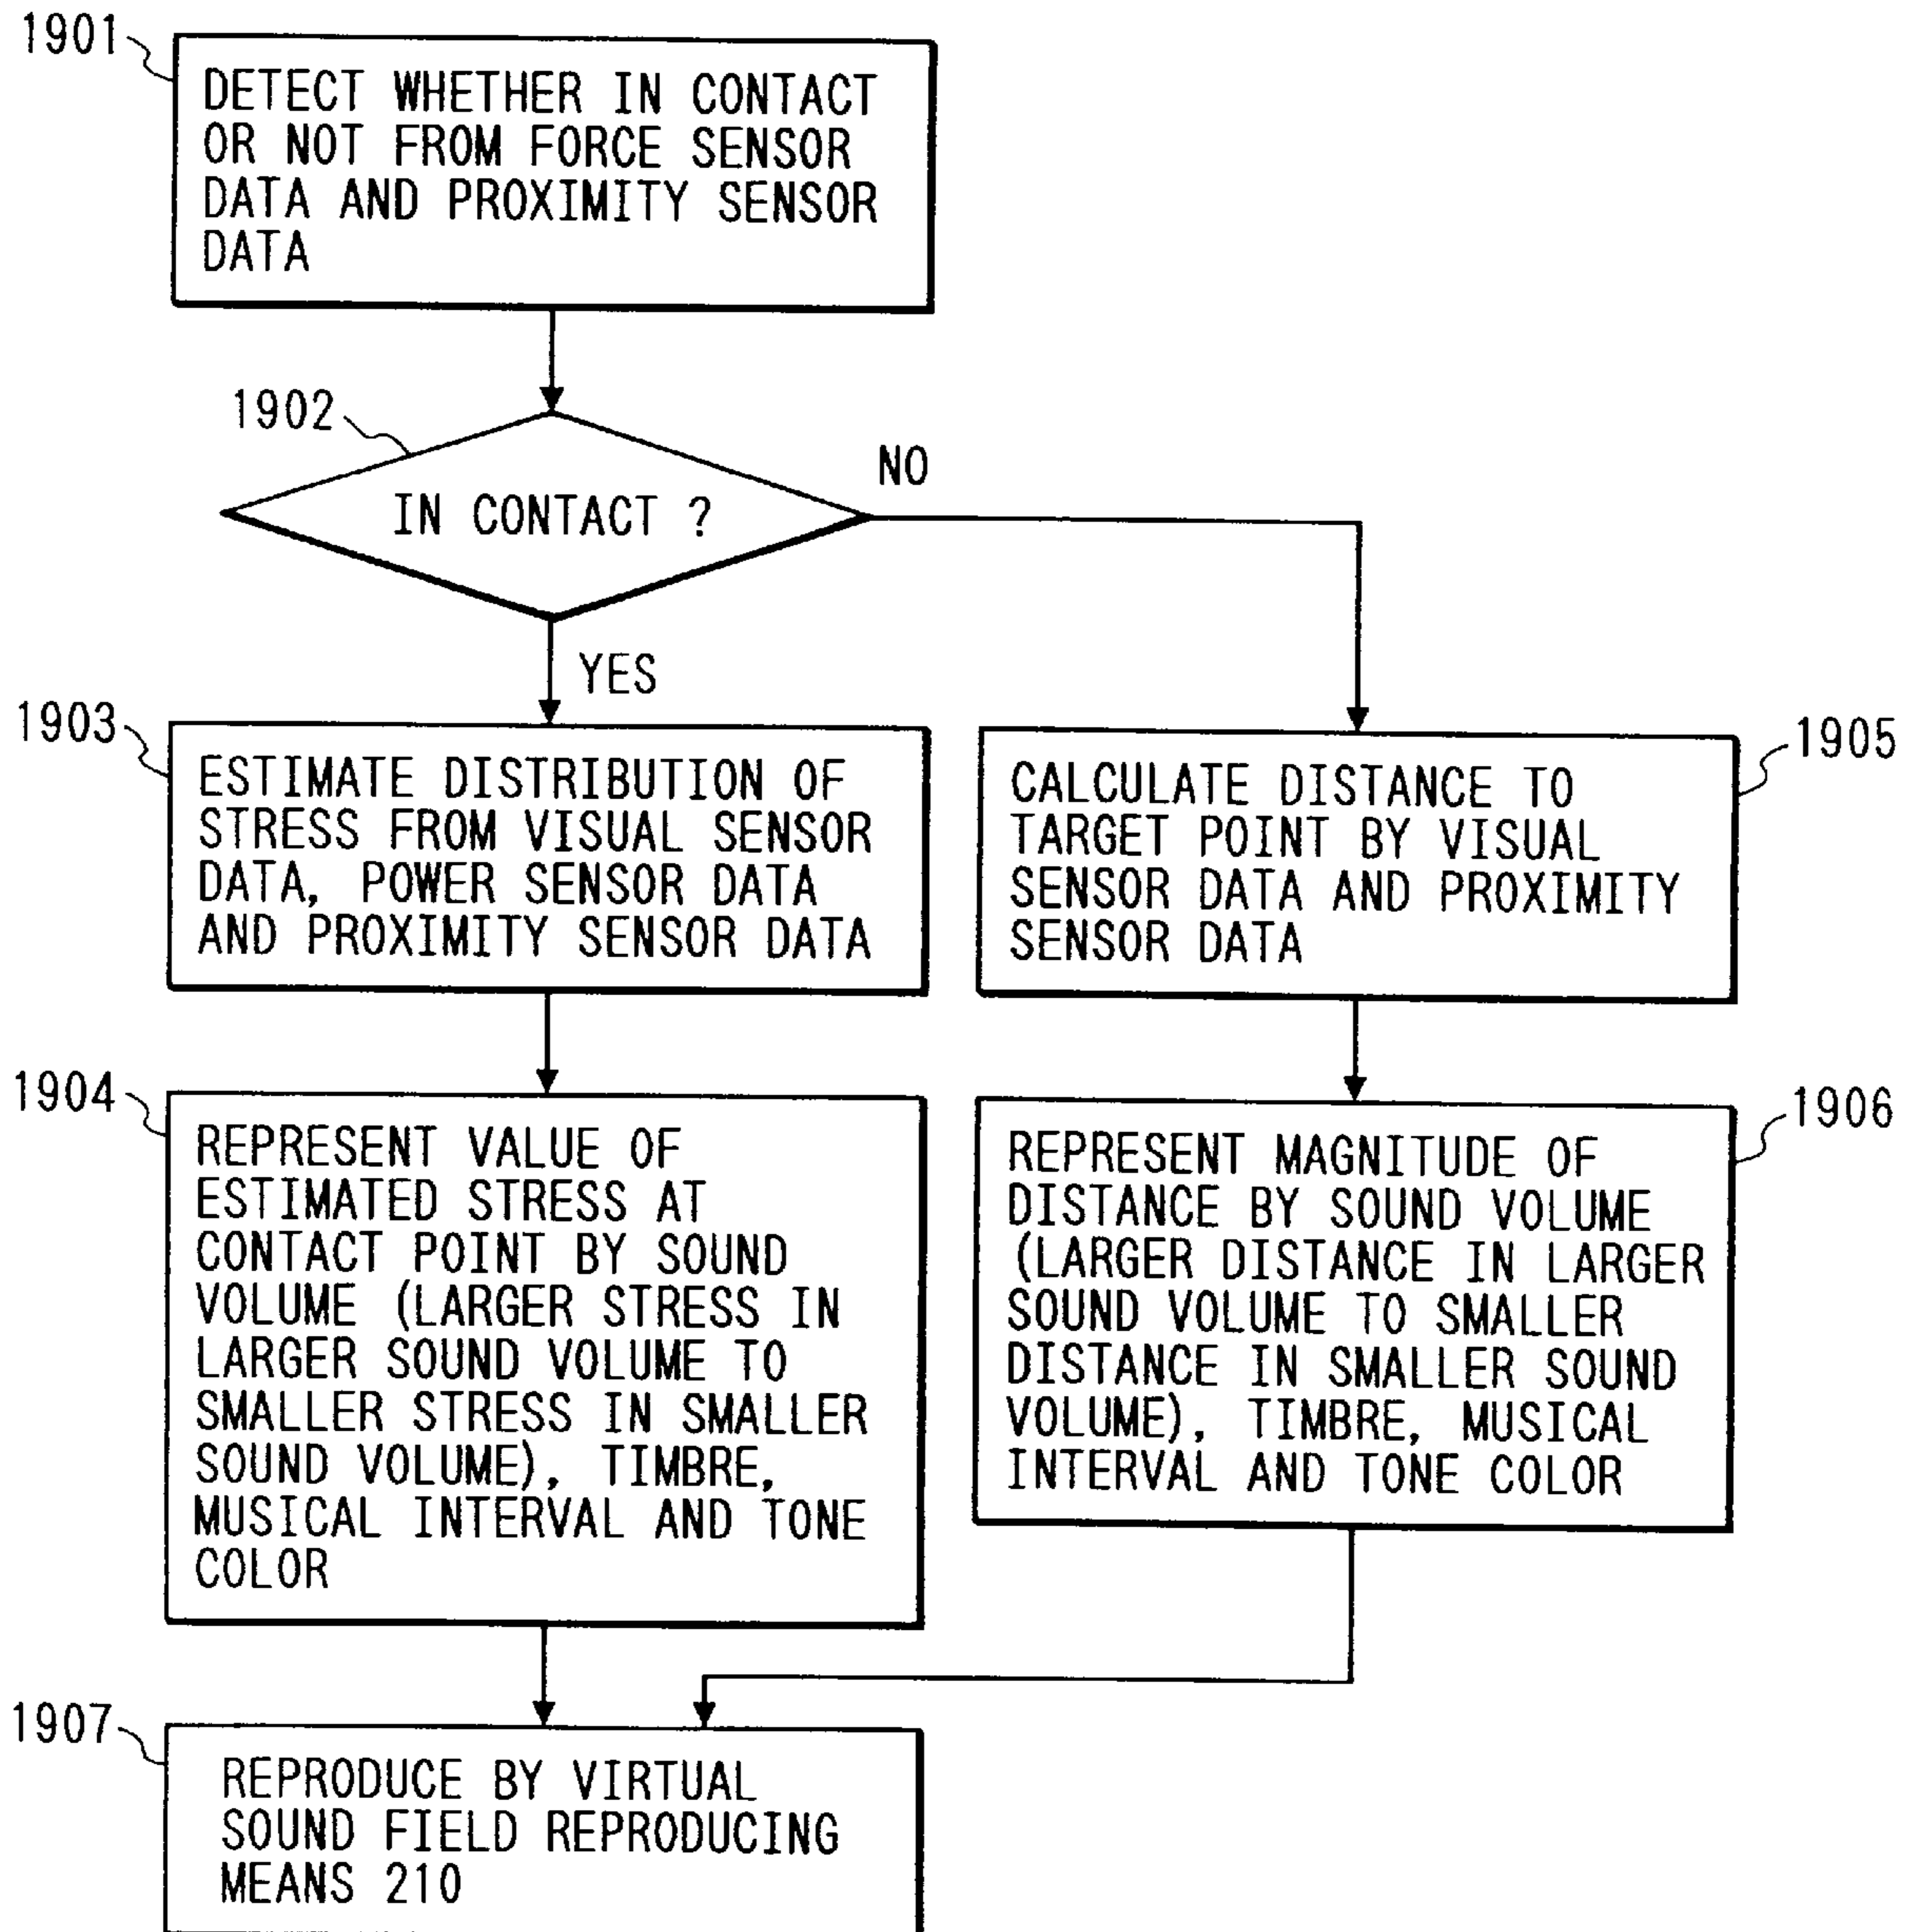 1901
DETECT WHETHER IN CONTACT
OR NOT FROM FORCE SENSOR
DATA AND PROXIMITY SENSOR
DATA
1902
IN CONTACT ?
NO
YES
1903
ESTIMATE DISTRIBUTION OF
STRESS FROM VISUAL SENSOR
DATA, POWER SENSOR DATA
AND PROXIMITY SENSOR DATA
1905
CALCULATE DISTANCE TO
TARGET POINT BY VISUAL
SENSOR DATA AND PROXIMITY
SENSOR DATA
1904
REPRESENT VALUE OF
ESTIMATED STRESS AT
CONTACT POINT BY SOUND
VOLUME (LARGER STRESS IN
LARGER SOUND VOLUME TO
SMALLER STRESS IN SMALLER
SOUND VOLUME), TIMBRE,
MUSICAL INTERVAL AND TONE
COLOR
1906
REPRESENT MAGNITUDE OF
DISTANCE BY SOUND VOLUME
(LARGER DISTANCE IN LARGER
SOUND VOLUME TO SMALLER
DISTANCE IN SMALLER SOUND
VOLUME), TIMBRE, MUSICAL
INTERVAL AND TONE COLOR
1907
REPRODUCE BY VIRTUAL
SOUND FIELD REPRODUCING
MEANS 210